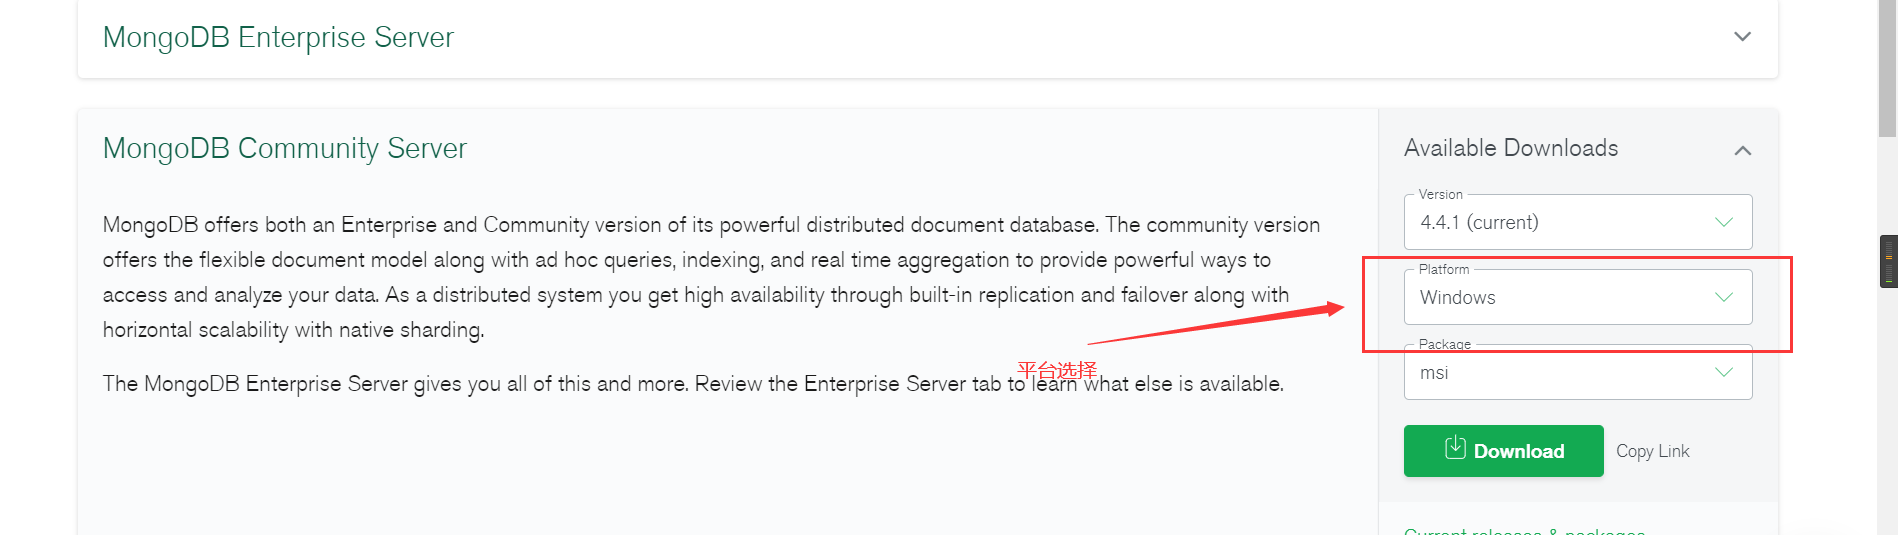 MongoDB Enterprise Server
MongoDB Community Server
MongoDB offers both an Enterprise and Community version of its powerful distributed document database. The community version
offers the flexible document model along with ad hoc queries, indexing, and real time aggregation to provide powerful ways to
access and analyze your data. As a distributed system you get high availability through built-in replication and failover along with
horizontal scalability with native sharding.
平台选择
The MongoDB Enterprise Server gives you all of this and more. Review the Enterprise Server tab to learn what else is available.
Available Downloads
Version
4.4.1 (current)
Platform
Windows
Package
msi
Download
Copy Link
Current releases & packages